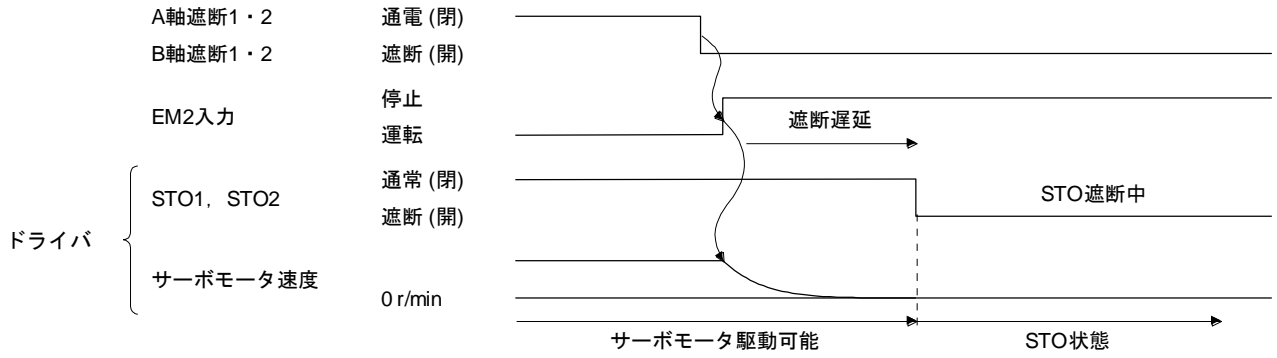 A軸遮断1・2 通電 (閉)
B軸遮断1・2 遮断 (開)
停止
EM2入力
運転
遮断遅延
通常 (閉)
STO1, STO2
STO遮断中
遮断 (開)
ドライバ
サーボモータ速度
0 r/min
サーボモータ駆動可能 STO状態